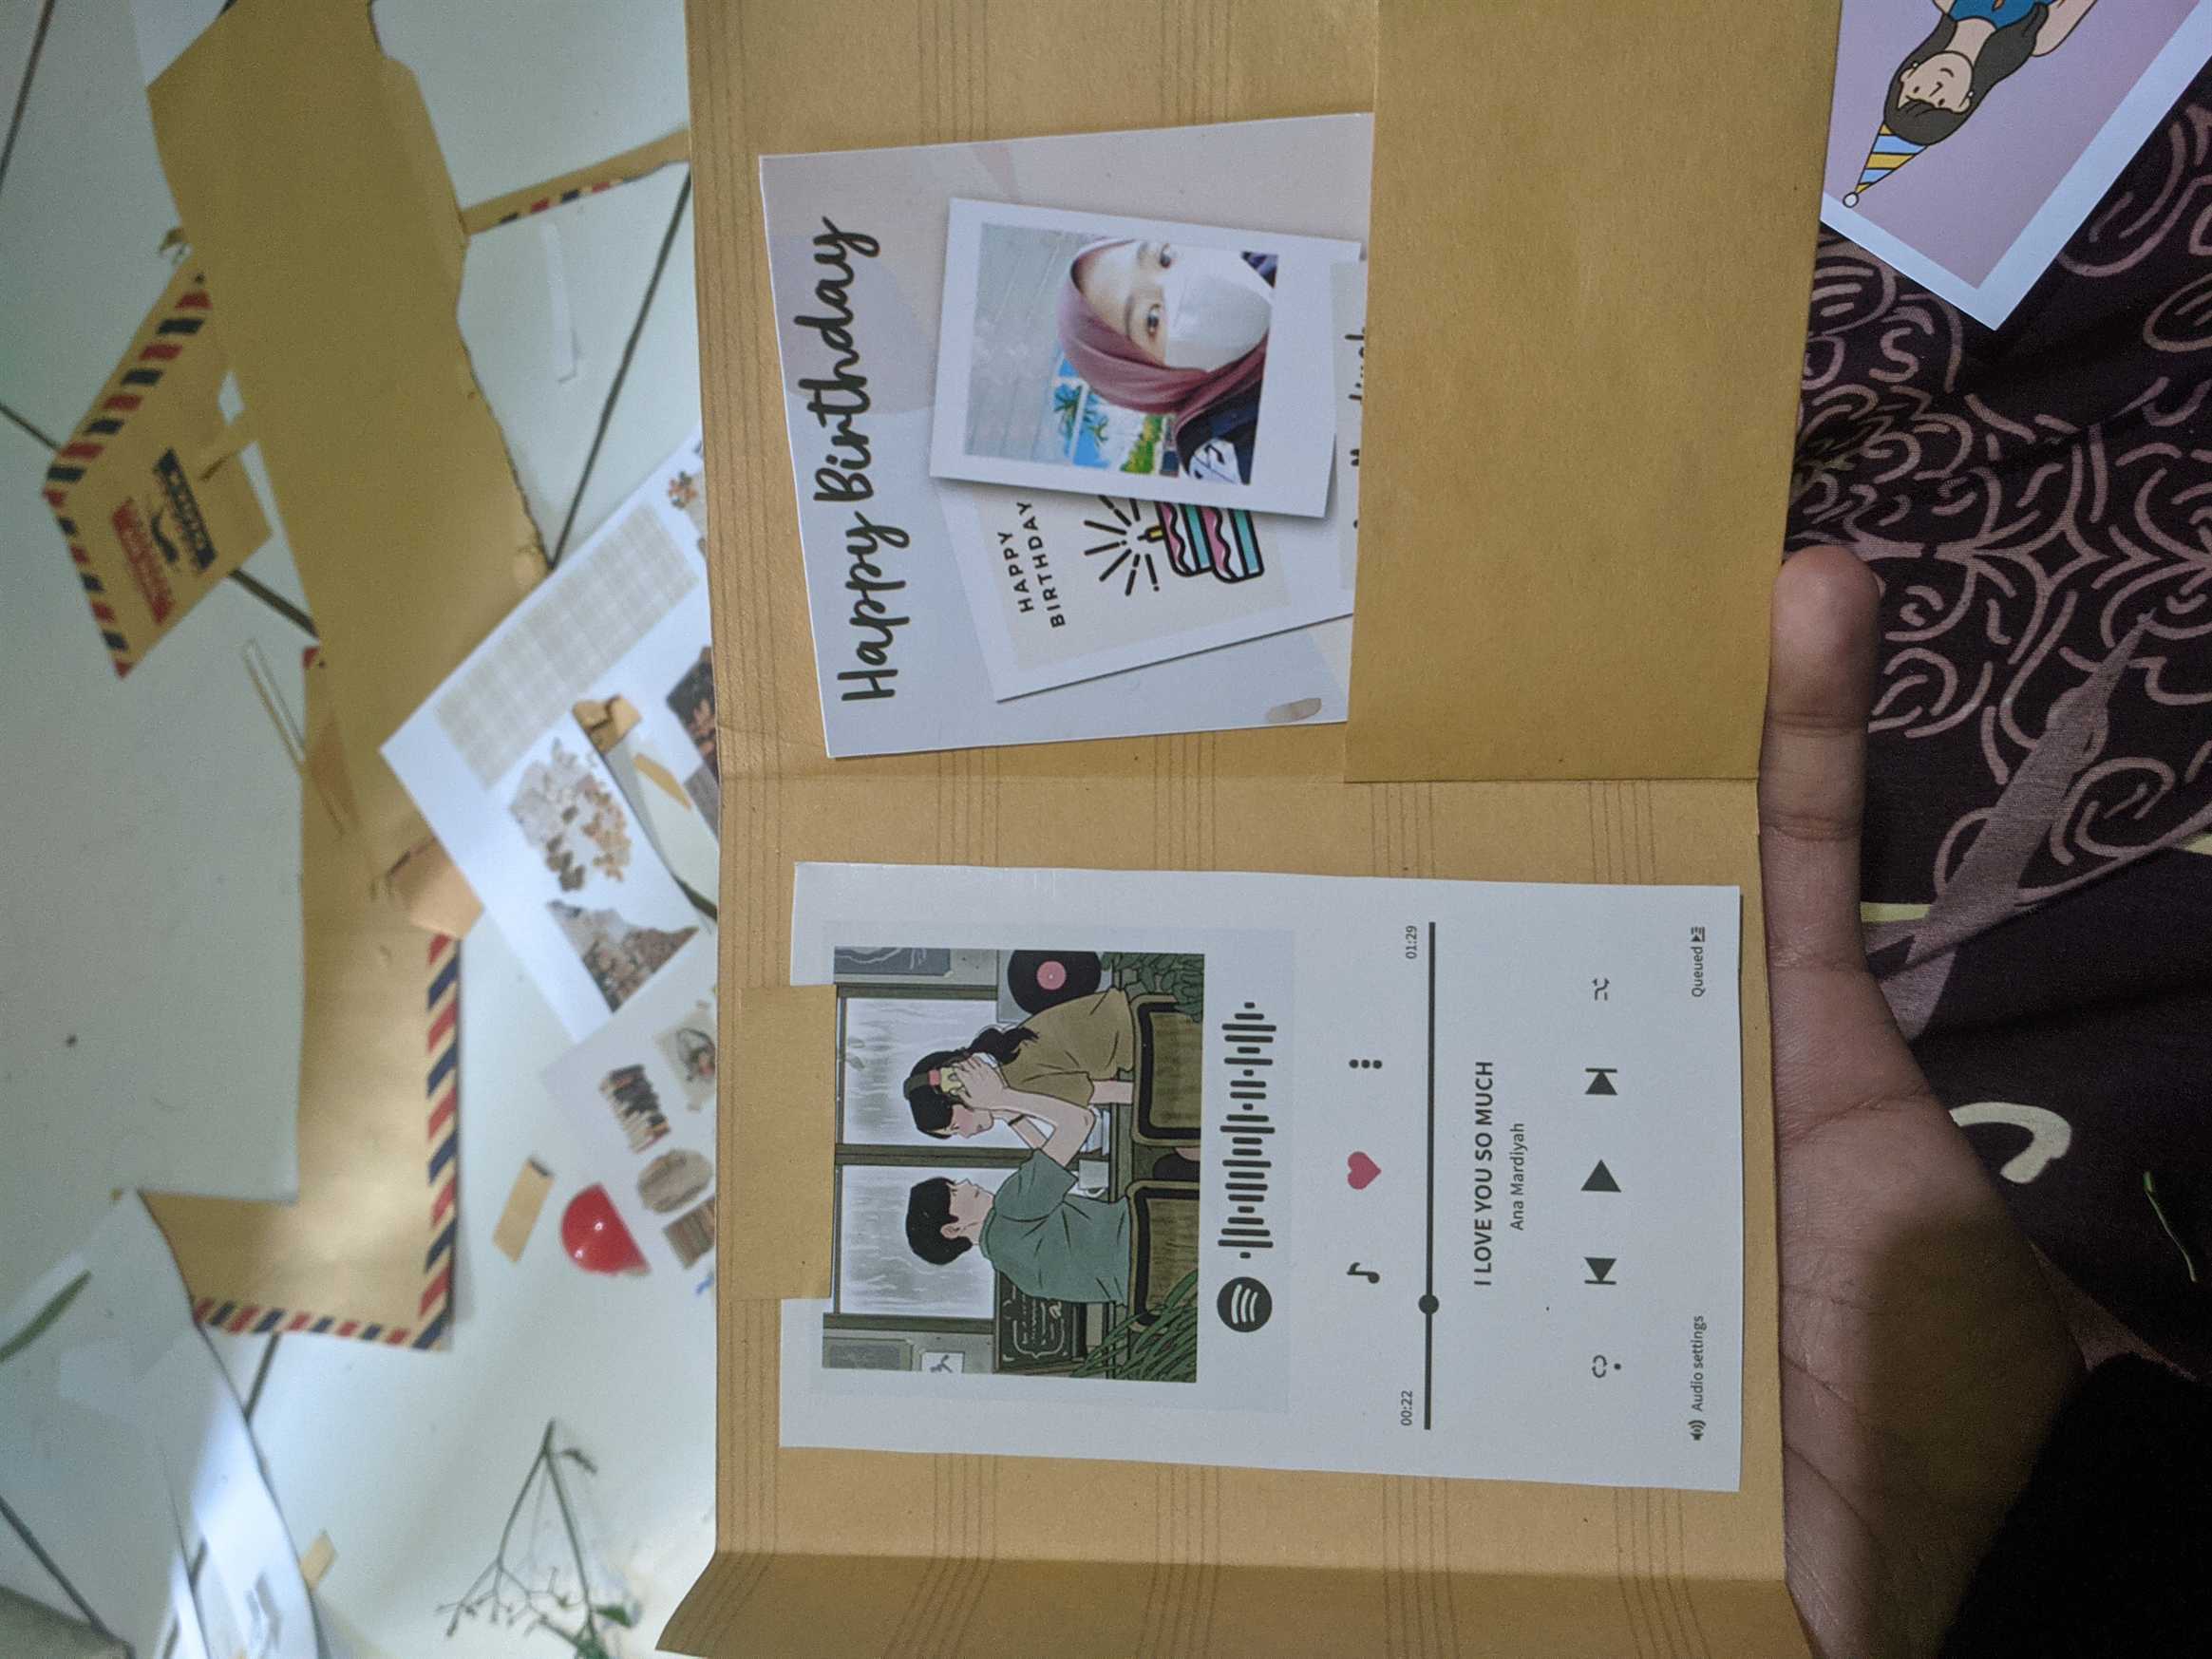 00:22
01:29
I LOVE YOU SO MUCH
Ana Mardiyah
Audio settings
Queued
Happy Birthday
HAPPY
BIRTHDAY